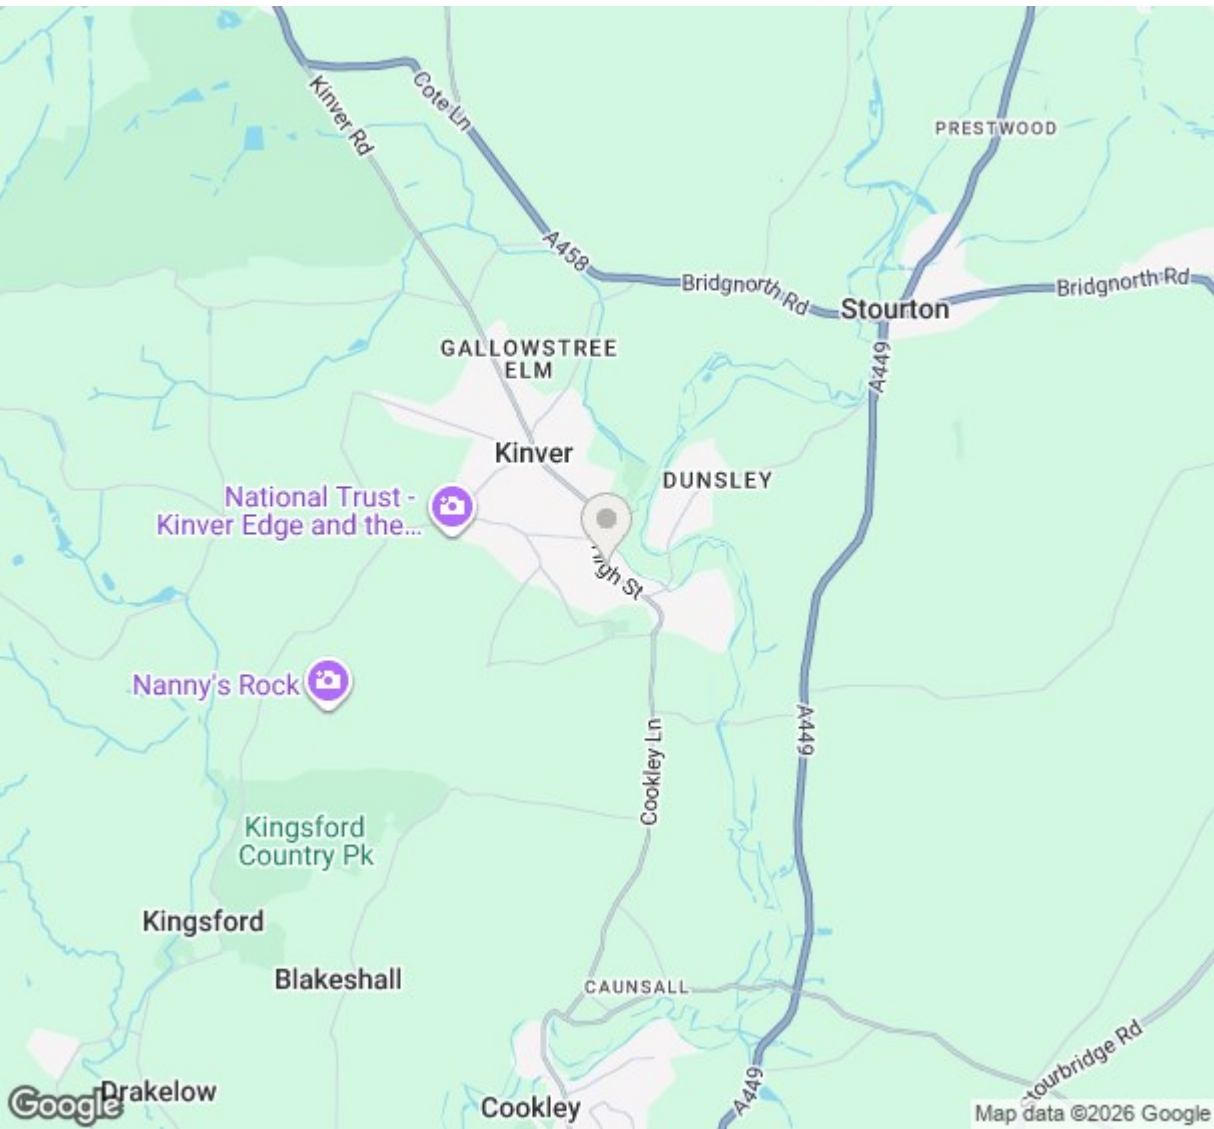 Kinver Rd
Cote Ln
PRESTWOOD
A458
Bridgnorth Rd
Bridgnorth Rd
Stourton
GALLOWSTREE
ELM
A449
Kinver
DUNSLEY
National Trust -
Kinver Edge and the...
High St
Nanny's Rock
A449
Cookley Ln
Kingsford
Country Pk
Kingsford
Blakeshall
CAUNSALL
Stourbridge Rd
Drakelow
A449
Cookley
Google
Map data ©2026 Google